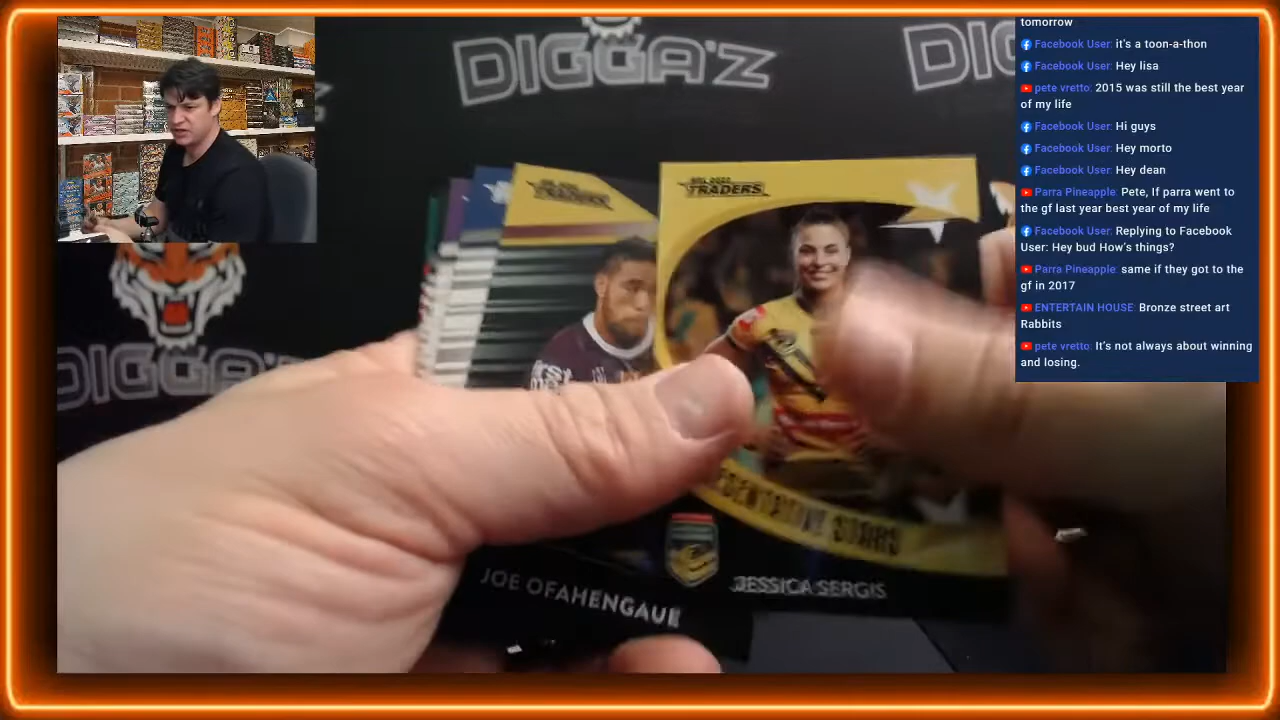 DIGGA'Z
DIG
TRADERS
NRL 2022
TRADERS
DIGGA'Z
STARS
JOE OFAHENGAUE
JESSICA SERGIS
tomorrow
Facebook User: it's a toon-a-thon
Facebook User: Hey lisa
pete vretto: 2015 was still the best year
of my life
Facebook User: Hi guys
Facebook User: Hey morto
Facebook User: Hey dean
Parra Pineapple: Pete, If parra went to
the gf last year best year of my life
Facebook User: Replying to Facebook
User: Hey bud How's things?
Parra Pineapple: same if they got to the
gf in 2017
ENTERTAIN HOUSE: Bronze street art
Rabbits
pete vretto: It's not always about winning
and losing.